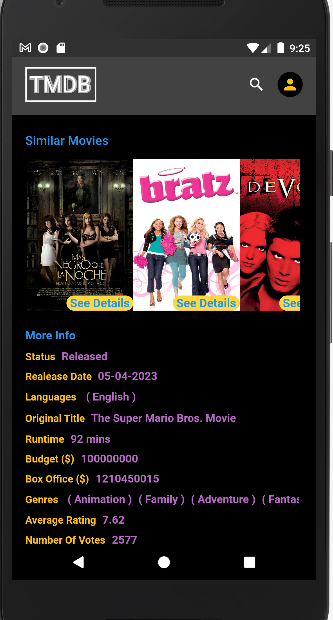 9:25
TMDB
Similar Movies
MAS NEGRO QUE
LA NOCHE
bratz
DEVO
See Details
See Details
See
More Info
Status Released
Realease Date 05-04-2023
Languages ( English )
Original Title The Super Mario Bros. Movie
Runtime 92 mins
Budget ($) 100000000
Box Office ($) 1210450015
Genres ( Animation ) ( Family ) ( Adventure ) ( Fantas
Average Rating 7.62
Number Of Votes 2577